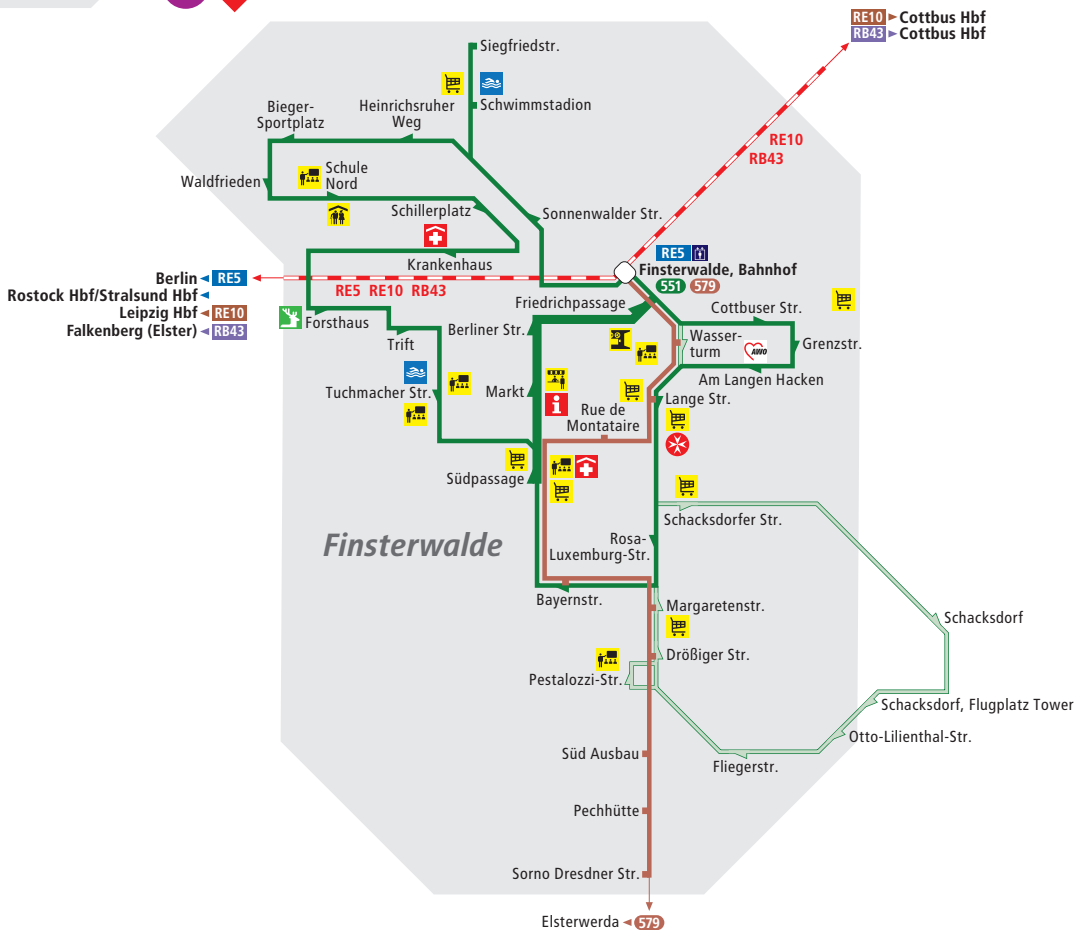 RE10 Cottbus Hbf
RB43 Cottbus Hbf
Siegfriedstr.
Schwimmstadion
Bieger-
Sportplatz
Heinrichsruher
Weg
RE10
RB43
Waldfrieden
Schule
Nord
Schillerplatz
Sonnenwalder Str.
Krankenhaus
RE5
Finsterwalde, Bahnhof
551 579
Berlin RE5
Rostock Hbf/Stralsund Hbf
Leipzig Hbf RE10
Falkenberg (Elster) RB43
RE5 RE10 RB43
Friedrichpassage
Cottbuser Str.
Forsthaus
Trift
Berliner Str.
Wasser-
turm
AWO
Grenzstr.
Am Langen Hacken
Tuchmacher Str.
Markt
i
Lange Str.
Rue de
Montataire
Südpassage
Schacksdorfer Str.
Finsterwalde
Rosa-
Luxemburg-Str.
Bayernstr.
Margaretenstr.
Schacksdorf
Drößiger Str.
Pestalozzi-Str.
Schacksdorf, Flugplatz Tower
Otto-Lilienthal-Str.
Fliegerstr.
Süd Ausbau
Pechhütte
Sorno Dresdner Str.
Elsterwerda 579